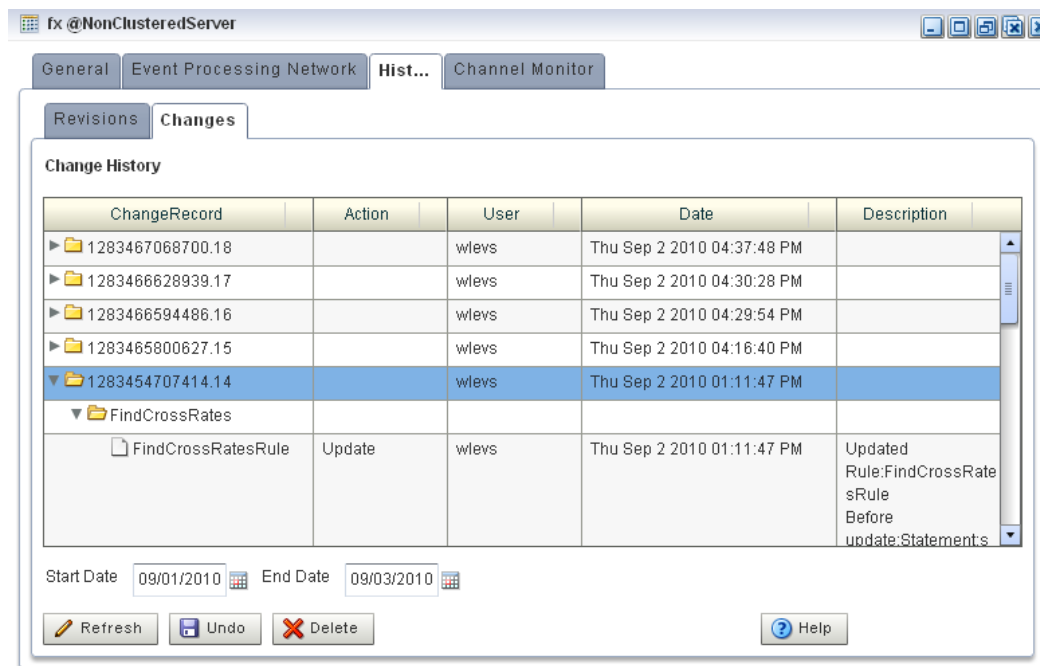 fx @NonClusteredServer
General Event Processing Network Hist... Channel Monitor
Revisions Changes
Change History
ChangeRecord Action User Date Description
1283467068700.18 wlevs Thu Sep 2 2010 04:37:48 PM
1283466628939.17 wlevs Thu Sep 2 2010 04:30:28 PM
1283466594486.16 wlevs Thu Sep 2 2010 04:29:54 PM
1283465800627.15 wlevs Thu Sep 2 2010 04:16:40 PM
1283454707414.14 wlevs Thu Sep 2 2010 01:11:47 PM
FindCrossRates
FindCrossRatesRule Update wlevs Thu Sep 2 2010 01:11:47 PM Updated
Rule:FindCrossRate
sRule
Before
update:Statement:s
Start Date 09/01/2010 End Date 09/03/2010
Refresh Undo Delete Help